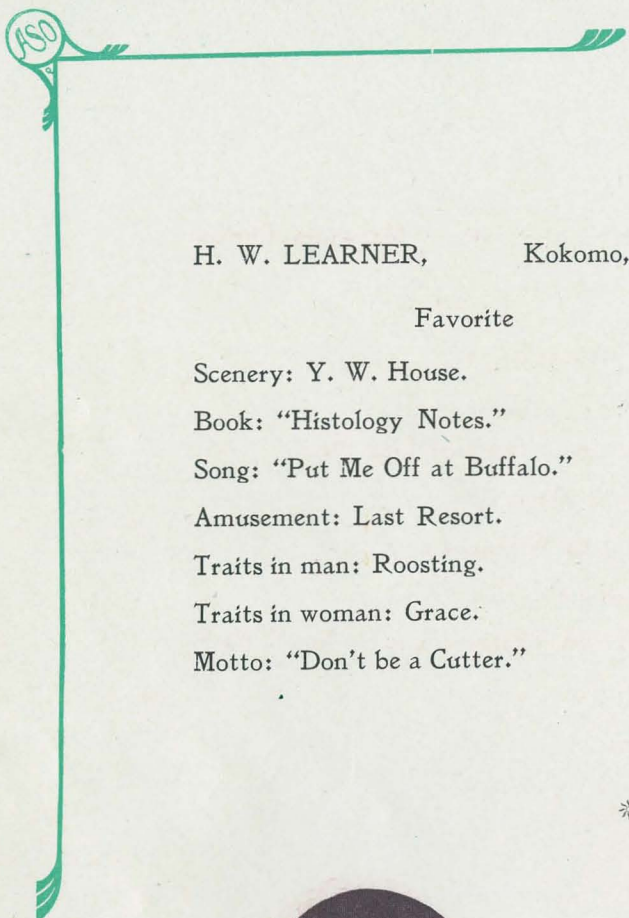 ASO
H. W. LEARNER, Kokomo,
Favorite
Scenery: Y. W. House.
Book: “Histology Notes.”
Song: “Put Me Off at Buffalo.”
Amusement: Last Resort.
Traits in man: Roosting.
Traits in woman: Grace.
Motto: “Don't be a Cutter.”